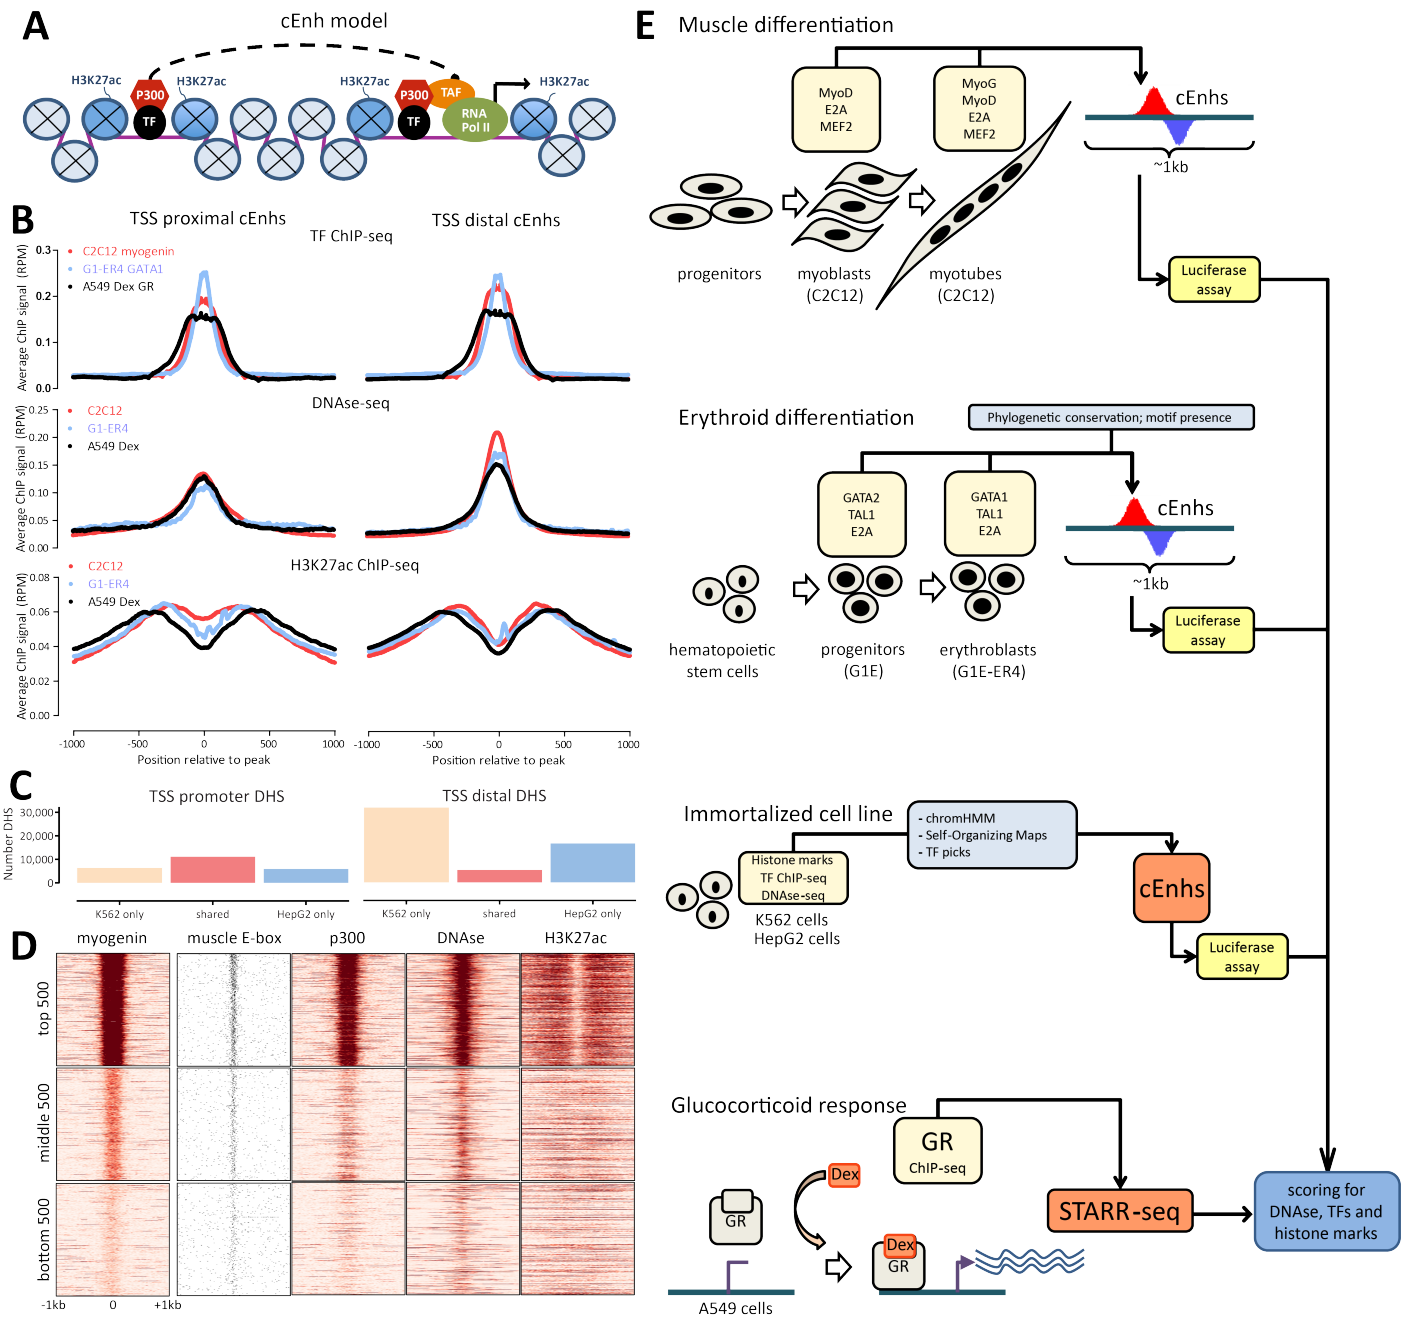 A
cEnh model
H3K27ac
H3K27ac
H3K27ac
H3K27ac
P300
TF
P300
TAF
TF
RNA
Pol II
B
TSS proximal cEnhs
TSS distal cEnhs
TF ChIP-seq
Average ChIP signal (RPM)
0.3
0.2
0.1
0.0
C2C12 myogenin
G1-ER4 GATA1
A549 Dex GR
DNAse-seq
Average ChIP signal (RPM)
0.25
0.20
0.15
0.10
0.05
0.00
C2C12
G1-ER4
A549 Dex
H3K27ac ChIP-seq
Average ChIP signal (RPM)
0.08
0.06
0.04
0.02
0.00
C2C12
G1-ER4
A549 Dex
-1000 -500 0 500 1000
-1000 -500 0 500 1000
Position relative to peak
Position relative to peak
C
TSS promoter DHS
TSS distal DHS
Number DHS
30,000
20,000
10,000
0
K562 only
shared
HepG2 only
K562 only
shared
HepG2 only
D
myogenin
muscle E-box
p300
DNAse
H3K27ac
top 500
middle 500
bottom 500
-1kb 0 +1kb
E
Muscle differentiation
MyoD
E2A
MEF2
MyoG
MyoD
E2A
MEF2
cEnhs
~1kb
progenitors
myoblasts
(C2C12)
myotubes
(C2C12)
Luciferase
assay
Erythroid differentiation
Phylogenetic conservation; motif presence
GATA2
TAL1
E2A
GATA1
TAL1
E2A
cEnhs
~1kb
hematopoietic
stem cells
progenitors
(G1E)
erythroblasts
(G1E-ER4)
Luciferase
assay
Immortalized cell line
- chromHMM
- Self-Organizing Maps
- TF picks
Histone marks
TF ChIP-seq
DNAse-seq
K562 cells
HepG2 cells
cEnhs
Luciferase
assay
Glucocorticoid response
GR
ChIP-seq
Dex
GR
STARR-seq
scoring for
DNAse, TFs and
histone marks
Dex
GR
A549 cells